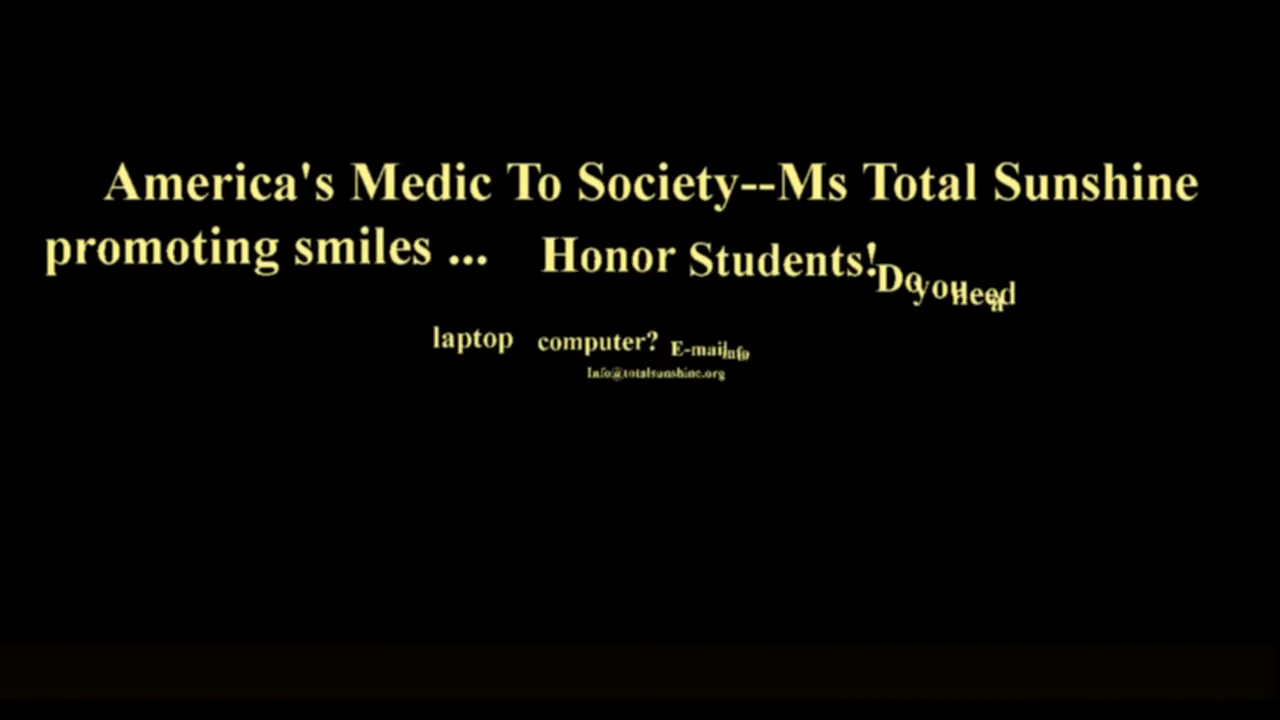 America's Medic To Society--Ms Total Sunshine
promoting smiles ... Honor Students! Do you need a
laptop computer? E-mail Info
Info@totalsunshine.org